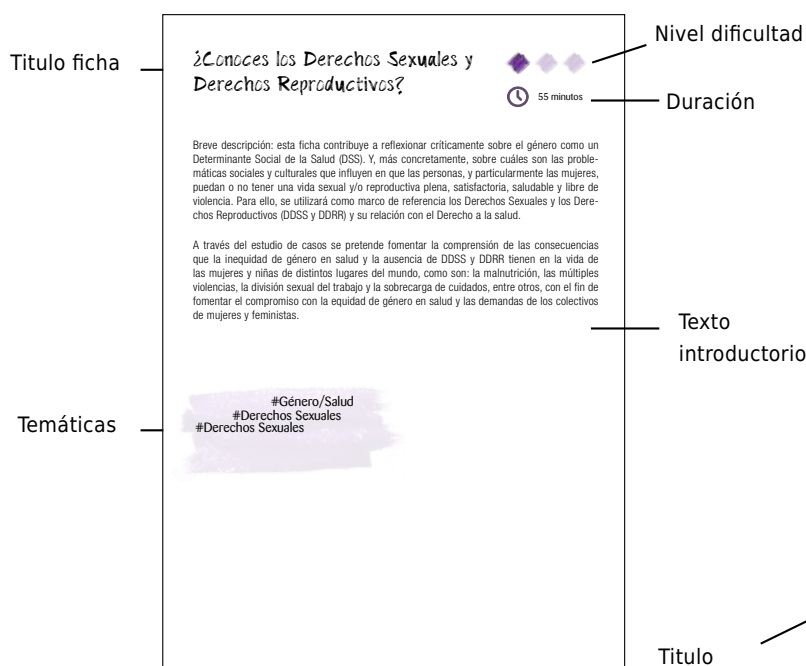 Titulo ficha
¿Conoces los Derechos Sexuales y
Derechos Reproductivos?
Nivel dificultad
55 minutos
Duración
Breve descripción: esta ficha contribuye a reflexionar críticamente sobre el género como un
Determinante Social de la Salud (DSS). Y, más concretamente, sobre cuáles son las proble-
máticas sociales y culturales que influyen en que las personas, y particularmente las mujeres,
puedan o no tener una vida sexual y/o reproductiva plena, satisfactoria, saludable y libre de
violencia. Para ello, se utilizará como marco de referencia los Derechos Sexuales y los Dere-
chos Reproductivos (DDSS y DDRR) y su relación con el Derecho a la salud.
A través del estudio de casos se pretende fomentar la comprensión de las consecuencias
que la inequidad de género en salud y la ausencia de DDSS y DDRR tienen en la vida de
las mujeres y niñas de distintos lugares del mundo, como son: la malnutrición, las múltiples
violencias, la división sexual del trabajo y la sobrecarga de cuidados, entre otros, con el fin de
fomentar el compromiso con la equidad de género en salud y las demandas de los colectivos
de mujeres y feministas.
Texto
introductorio
Temáticas
#Género/Salud
#Derechos Sexuales
#Derechos Sexuales
Titulo